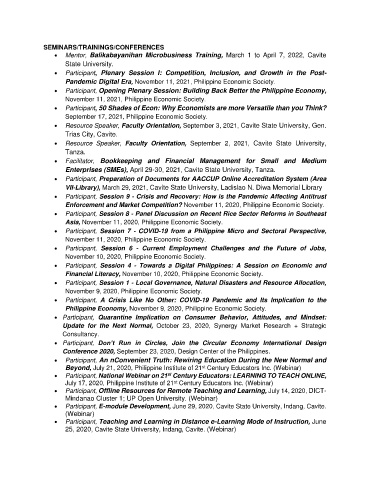 SEMINARS/TRAININGS/CONFERENCES
• Mentor, Balikabayanihan Microbusiness Training, March 1 to April 7, 2022, Cavite
State University.
• Participant, Plenary Session I: Competition, Inclusion, and Growth in the Post-
Pandemic Digital Era, November 11, 2021, Philippine Economic Society.
• Participant, Opening Plenary Session: Building Back Better the Philippine Economy,
November 11, 2021, Philippine Economic Society.
• Participant, 50 Shades of Econ: Why Economists are more Versatile than you Think?
September 17, 2021, Philippine Economic Society.
• Resource Speaker, Faculty Orientation, September 3, 2021, Cavite State University, Gen.
Trias City, Cavite.
• Resource Speaker, Faculty Orientation, September 2, 2021, Cavite State University,
Tanza.
• Facilitator, Bookkeeping and Financial Management for Small and Medium
Enterprises (SMEs), April 29-30, 2021, Cavite State University, Tanza.
• Participant, Preparation of Documents for AACCUP Online Accreditation System (Area
VII-Library), March 29, 2021, Cavite State University, Ladislao N. Diwa Memorial Library
• Participant, Session 9 - Crisis and Recovery: How is the Pandemic Affecting Antitrust
Enforcement and Market Competition? November 11, 2020, Philippine Economic Society.
• Participant, Session 8 - Panel Discussion on Recent Rice Sector Reforms in Southeast
Asia, November 11, 2020, Philippine Economic Society.
• Participant, Session 7 - COVID-19 from a Philippine Micro and Sectoral Perspective,
November 11, 2020, Philippine Economic Society.
• Participant, Session 6 - Current Employment Challenges and the Future of Jobs,
November 10, 2020, Philippine Economic Society.
• Participant, Session 4 - Towards a Digital Philippines: A Session on Economic and
Financial Literacy, November 10, 2020, Philippine Economic Society.
• Participant, Session 1 - Local Governance, Natural Disasters and Resource Allocation,
November 9, 2020, Philippine Economic Society.
• Participant, A Crisis Like No Other: COVID-19 Pandemic and Its Implication to the
Philippine Economy, November 9, 2020, Philippine Economic Society.
• Participant, Quarantine Implication on Consumer Behavior, Attitudes, and Mindset:
Update for the Next Normal, October 23, 2020, Synergy Market Research + Strategic
Consultancy.
• Participant, Don't Run in Circles, Join the Circular Economy International Design
Conference 2020, September 23, 2020, Design Center of the Philippines.
• Participant, An nConvenient Truth: Rewiring Education During the New Normal and
Beyond, July 21, 2020, Philippine Institute of 21st Century Educators Inc. (Webinar)
• Participant, National Webinar on 21st Century Educators: LEARNING TO TEACH ONLINE,
July 17, 2020, Philippine Institute of 21st Century Educators Inc. (Webinar)
• Participant, Offline Resources for Remote Teaching and Learning, July 14, 2020, DICT-
Mindanao Cluster 1; UP Open University. (Webinar)
• Participant, E-module Development, June 29, 2020, Cavite State University, Indang, Cavite.
(Webinar)
• Participant, Teaching and Learning in Distance e-Learning Mode of Instruction, June
25, 2020, Cavite State University, Indang, Cavite. (Webinar)